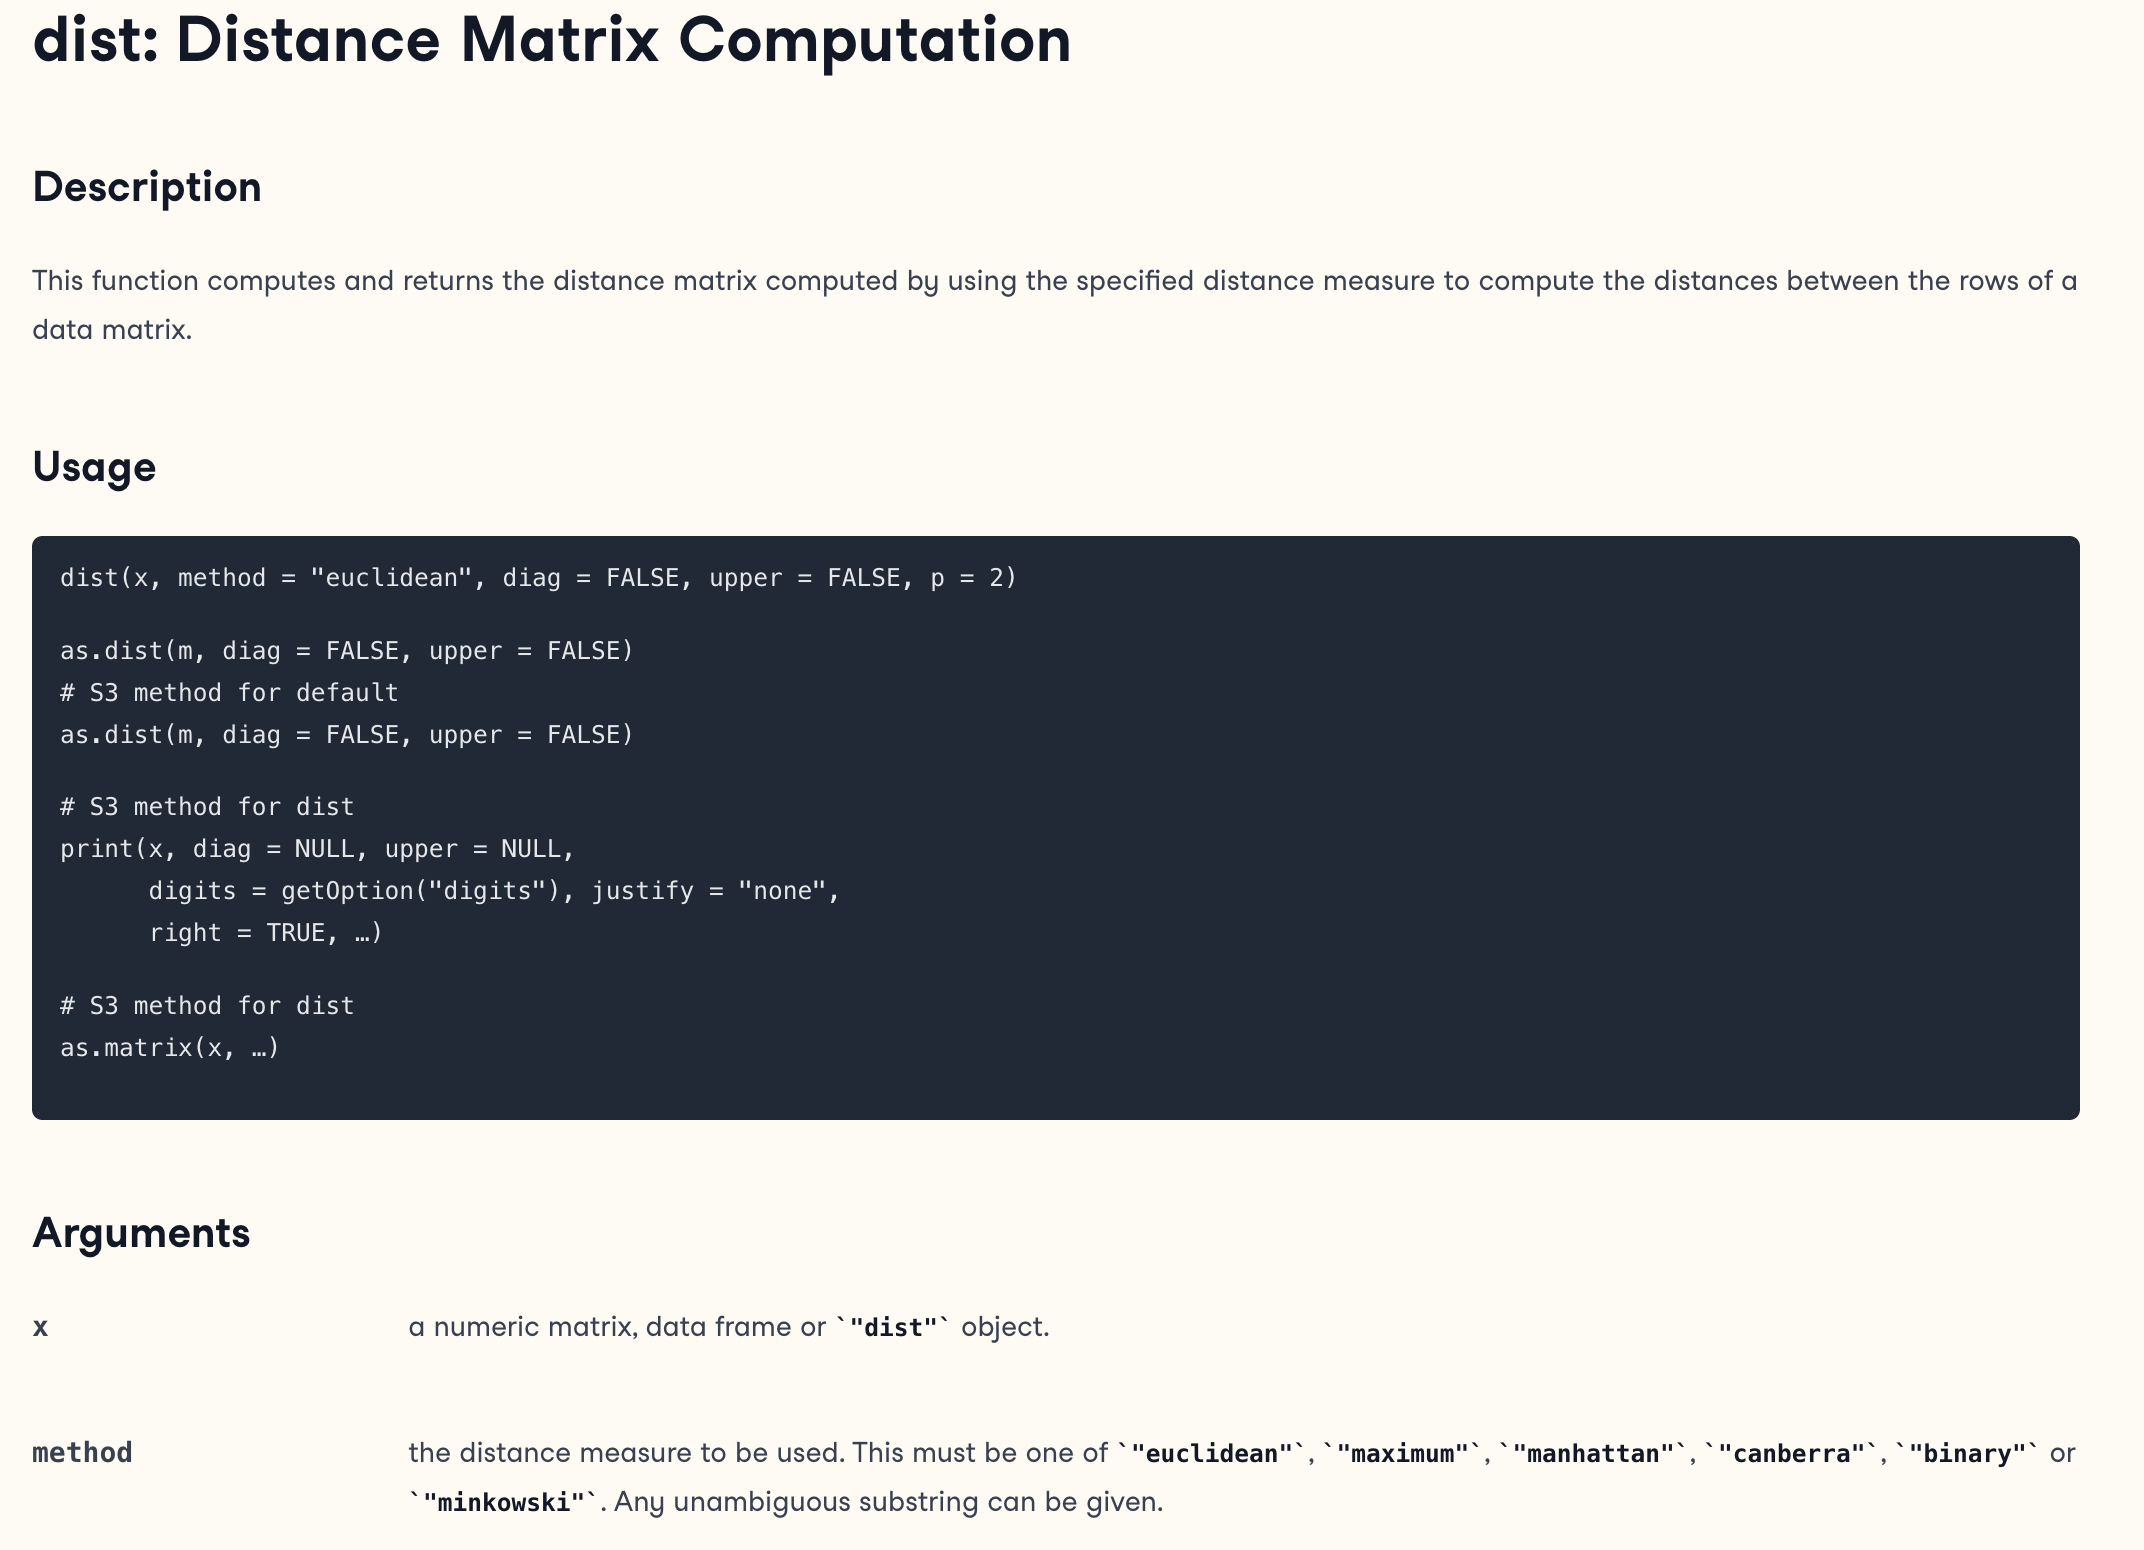 dist: Distance Matrix Computation
Description
This function computes and returns the distance matrix computed by using the specified distance measure to compute the distances between the rows of a
data matrix.
Usage
dist(x, method = "euclidean", diag = FALSE, upper = FALSE, p = 2)
as.dist(m, diag = FALSE, upper = FALSE)
# S3 method for default
as.dist(m, diag = FALSE, upper = FALSE)
# S3 method for dist
print(x, diag = NULL, upper = NULL,
      digits = getOption("digits"), justify = "none",
      right = TRUE, …)
# S3 method for dist
as.matrix(x, …)
Arguments
x a numeric matrix, data frame or `"dist"` object.
method the distance measure to be used. This must be one of `"euclidean"`, `"maximum"`, `"manhattan"`, `"canberra"`, `"binary"` or
`"minkowski"`. Any unambiguous substring can be given.